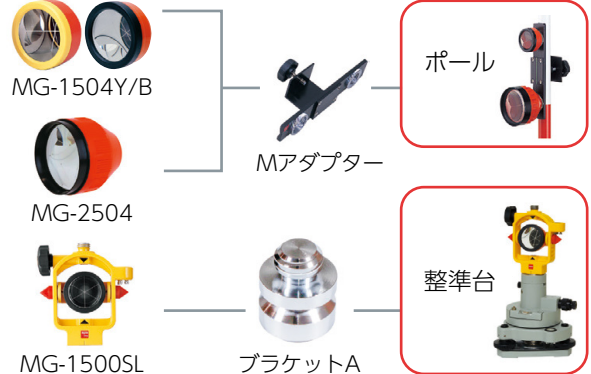 MG-1504Y/B
MG-2504
Mアダプター
ポール
MG-1500SL
ブラケットA
整準台